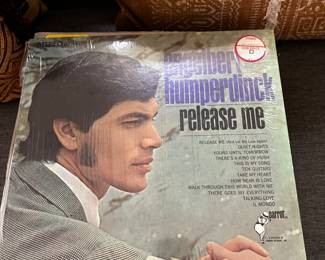 Engelbert
Humperdinck
release me
RELEASE ME (And Let Me Love Again)
QUIET NIGHTS
YOURS UNTIL TOMORROW
THERE'S A KIND OF HUSH
THIS IS MY SONG
TEN GUITARS
TAKE MY HEART
HOW NEAR IS LOVE
WALK THROUGH THIS WORLD WITH ME
THERE GOES MY EVERYTHING
TALKING LOVE
IL MONDO
parrot